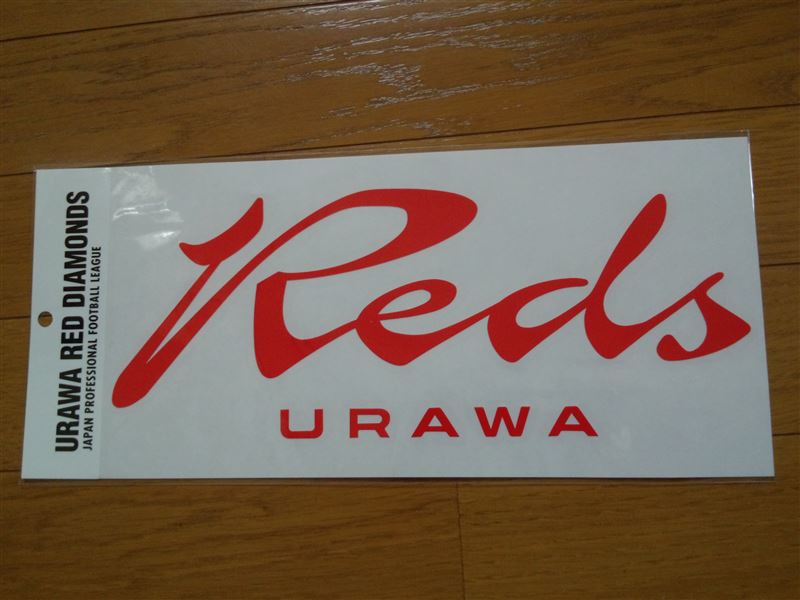 URAWA RED DIAMONDS
JAPAN PROFESSIONAL FOOTBALL LEAGUE
Reds
URAWA